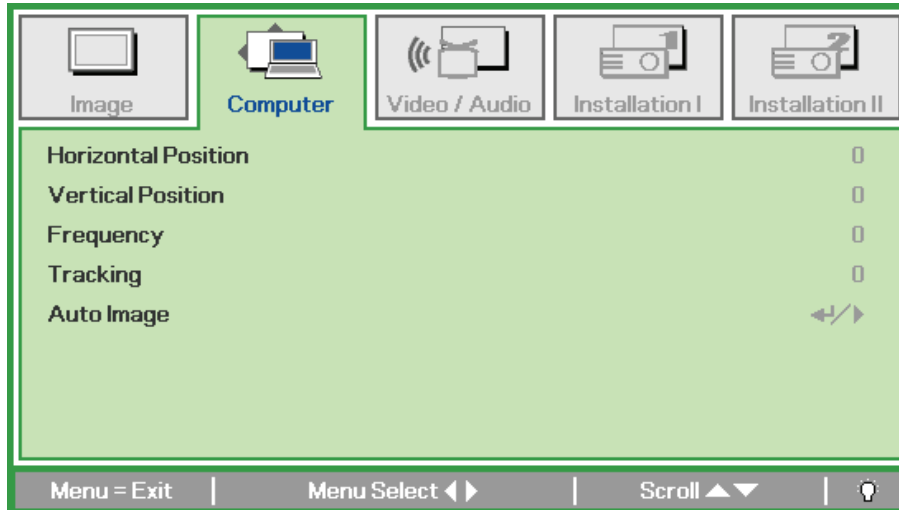 Image Computer Video / Audio Installation I Installation II
Horizontal Position 0
Vertical Position 0
Frequency 0
Tracking 0
Auto Image
Menu = Exit Menu Select Scroll